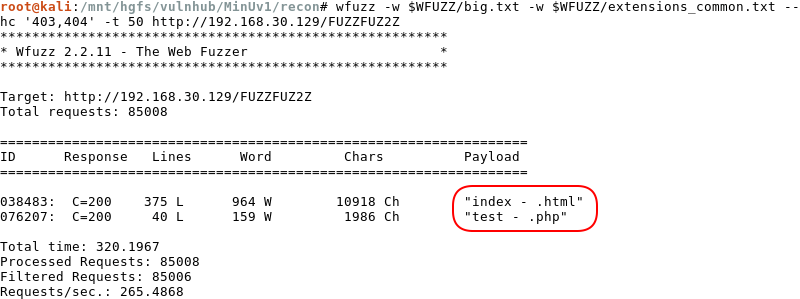 root@kali:/mnt/hgfs/vulnhub/MinUv1/recon# wfuzz -w $WFUZZ/big.txt -w $WFUZZ/extensions_common.txt --
hc '403,404' -t 50 http://192.168.30.129/FUZZFUZ2Z
********************************************************
* Wfuzz 2.2.11 - The Web Fuzzer                        *
********************************************************
Target: http://192.168.30.129/FUZZFUZ2Z
Total requests: 85008
==================================================================
ID      Response   Lines      Word         Chars          Payload
==================================================================
038483:  C=200    375 L      964 W        10918 Ch        "index - .html"
076207:  C=200     40 L      159 W         1986 Ch        "test - .php"
Total time: 320.1967
Processed Requests: 85008
Filtered Requests: 85006
Requests/sec.: 265.4868